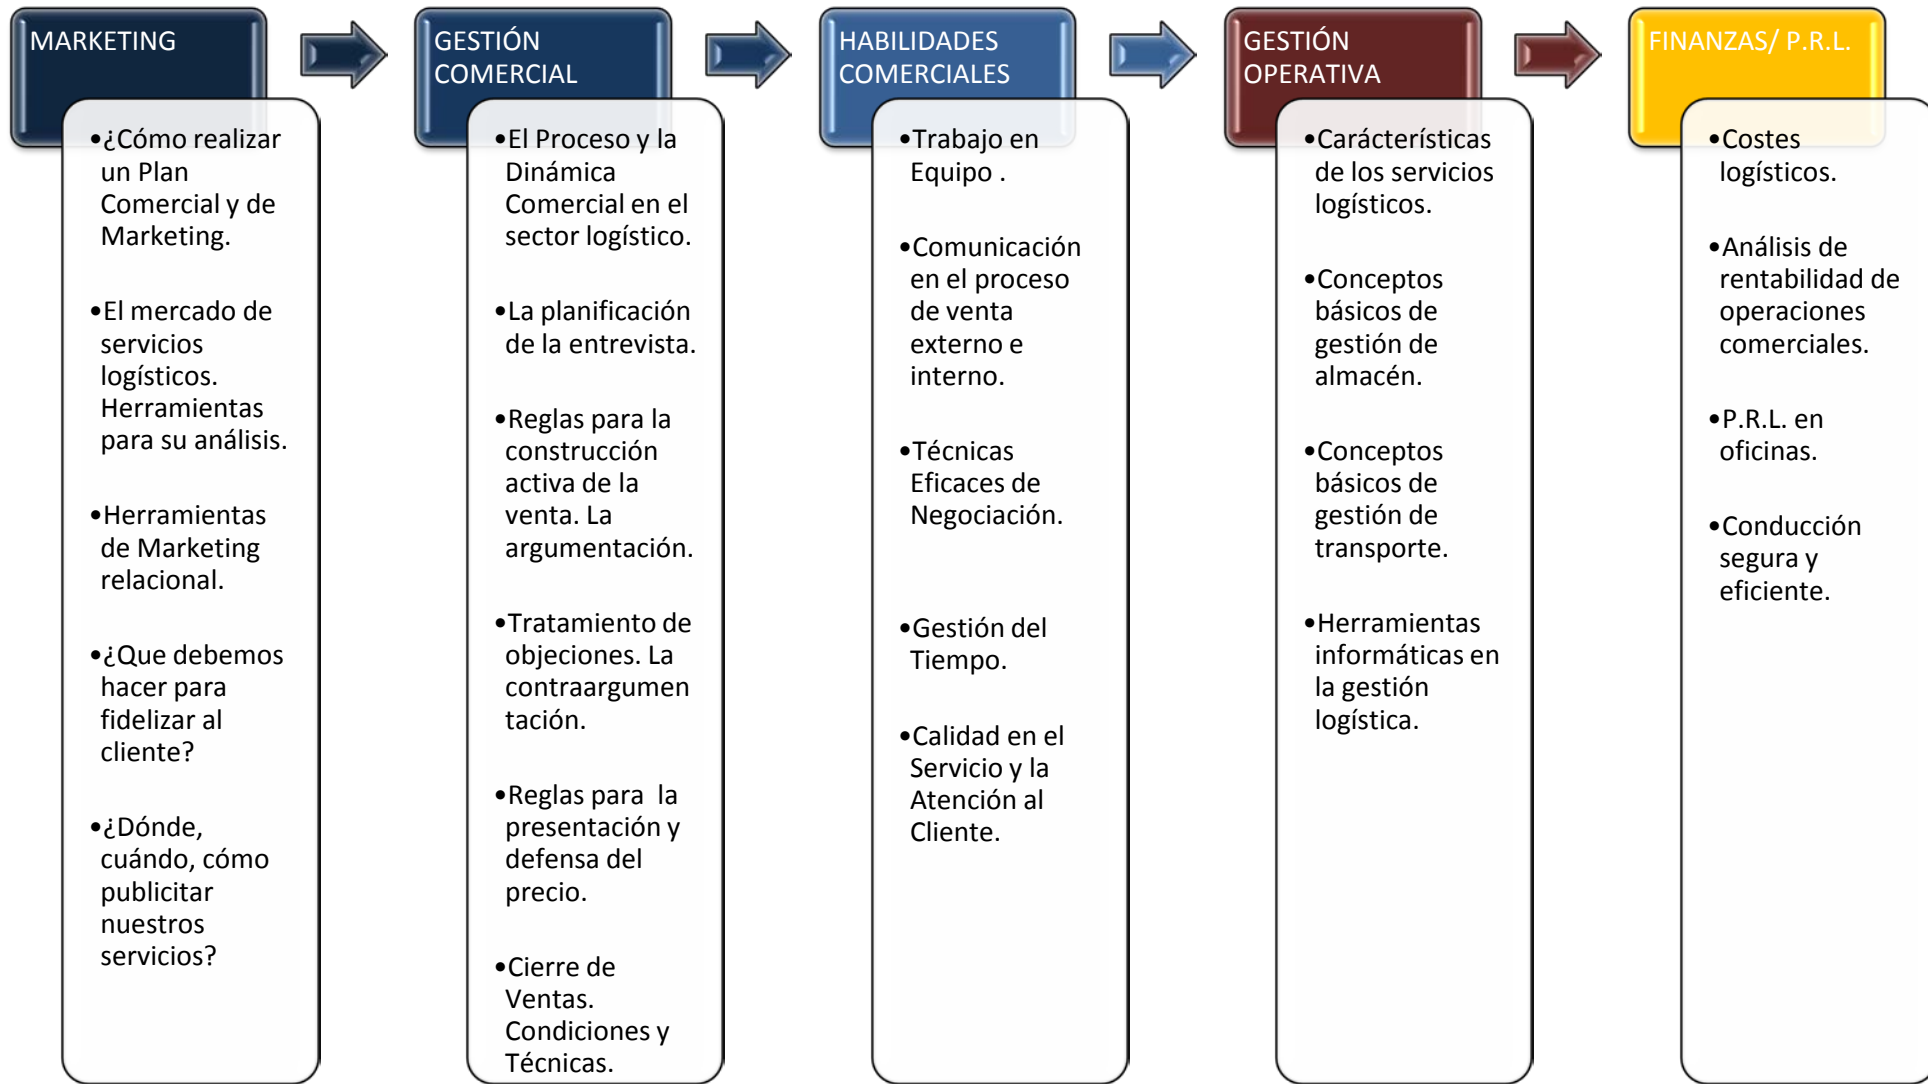 MARKETING
•¿Cómo realizar
un Plan
Comercial y de
Marketing.
•El mercado de
servicios
logísticos.
Herramientas
para su análisis.
•Herramientas
de Marketing
relacional.
•¿Que debemos
hacer para
fidelizar al
cliente?
•¿Dónde,
cuándo, cómo
publicitar
nuestros
servicios?
GESTIÓN
COMERCIAL
•El Proceso y la
Dinámica
Comercial en el
sector logístico.
•La planificación
de la entrevista.
•Reglas para la
construcción
activa de la
venta. La
argumentación.
•Tratamiento de
objeciones. La
contraargumen
tación.
•Reglas para  la
presentación y
defensa del
precio.
•Cierre de
Ventas.
Condiciones y
Técnicas.
HABILIDADES
COMERCIALES
•Trabajo en
Equipo .
•Comunicación
en el proceso
de venta
externo e
interno.
•Técnicas
Eficaces de
Negociación.
•Gestión del
Tiempo.
•Calidad en el
Servicio y la
Atención al
Cliente.
GESTIÓN
OPERATIVA
•Carácterísticas
de los servicios
logísticos.
•Conceptos
básicos de
gestión de
almacén.
•Conceptos
básicos de
gestión de
transporte.
•Herramientas
informáticas en
la gestión
logística.
FINANZAS/ P.R.L.
•Costes
logísticos.
•Análisis de
rentabilidad de
operaciones
comerciales.
•P.R.L. en
oficinas.
•Conducción
segura y
eficiente.